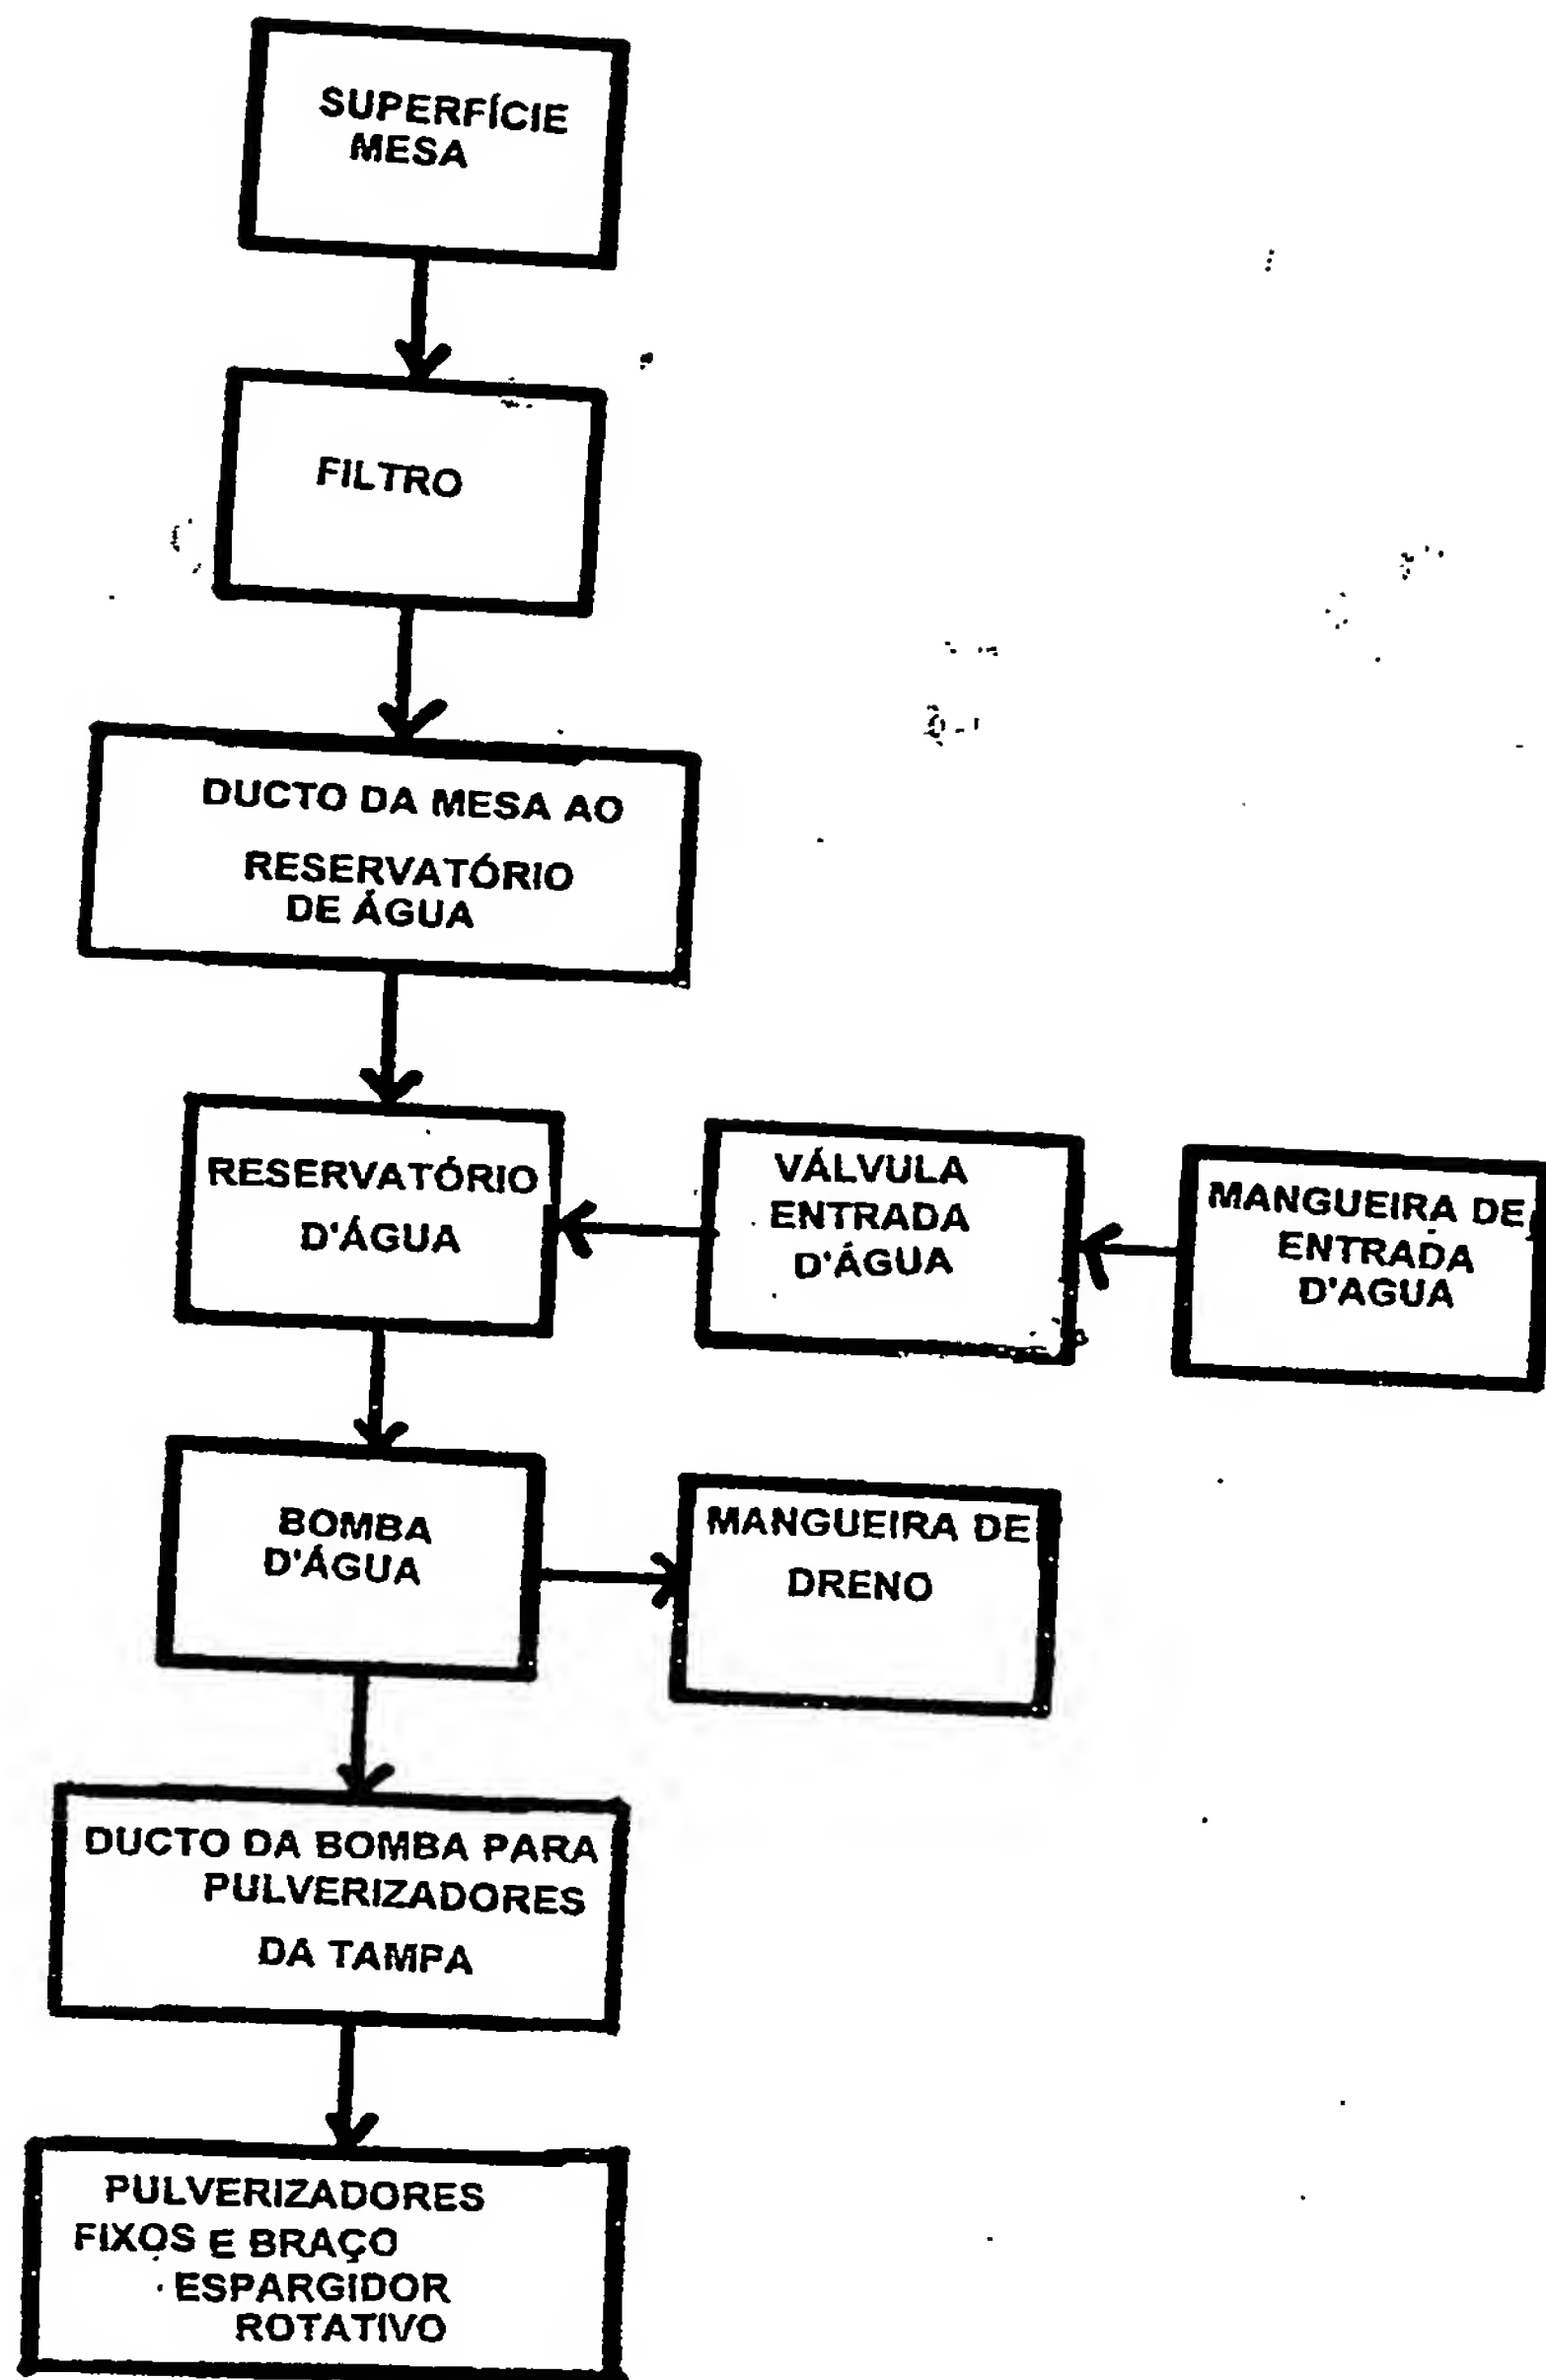 SUPERFÍCIE
MESA
FILTRO
DUCTO DA MESA AO
RESERVATÓRIO
DE ÁGUA
RESERVATÓRIO
D'ÁGUA
VÁLVULA
ENTRADA
D'ÁGUA
MANGUEIRA DE
ENTRADA
D'AGUA
BOMBA
D'ÁGUA
MANGUEIRA DE
DRENO
DUCTO DA BOMBA PARA
PULVERIZADORES
DA TAMPA
PULVERIZADORES
FIXOS E BRAÇO
ESPARGIDOR
ROTATIVO